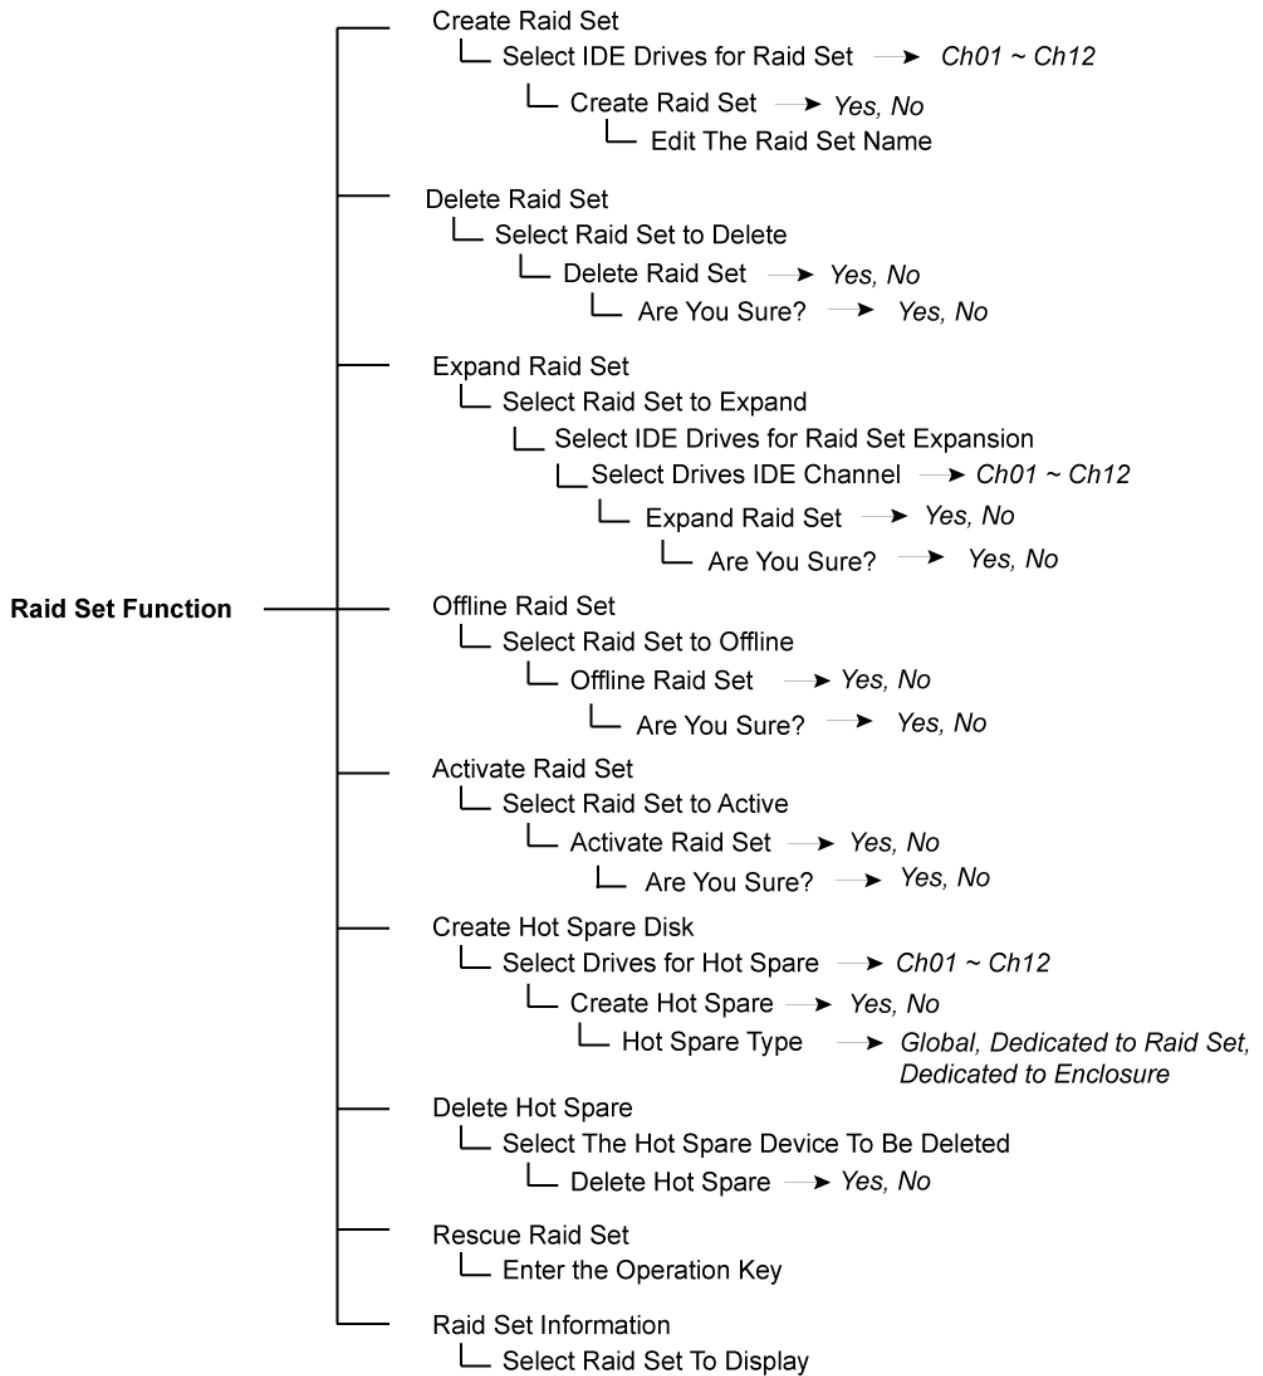 Create Raid Set
Select IDE Drives for Raid Set Ch01 ~ Ch12
Create Raid Set Yes, No
Edit The Raid Set Name
Delete Raid Set
Select Raid Set to Delete
Delete Raid Set Yes, No
Are You Sure? Yes, No
Expand Raid Set
Select Raid Set to Expand
Select IDE Drives for Raid Set Expansion
Select Drives IDE Channel Ch01 ~ Ch12
Expand Raid Set Yes, No
Are You Sure? Yes, No
Raid Set Function
Offline Raid Set
Select Raid Set to Offline
Offline Raid Set Yes, No
Are You Sure? Yes, No
Activate Raid Set
Select Raid Set to Active
Activate Raid Set Yes, No
Are You Sure? Yes, No
Create Hot Spare Disk
Select Drives for Hot Spare Ch01 ~ Ch12
Create Hot Spare Yes, No
Hot Spare Type Global, Dedicated to Raid Set,
Dedicated to Enclosure
Delete Hot Spare
Select The Hot Spare Device To Be Deleted
Delete Hot Spare Yes, No
Rescue Raid Set
Enter the Operation Key
Raid Set Information
Select Raid Set To Display